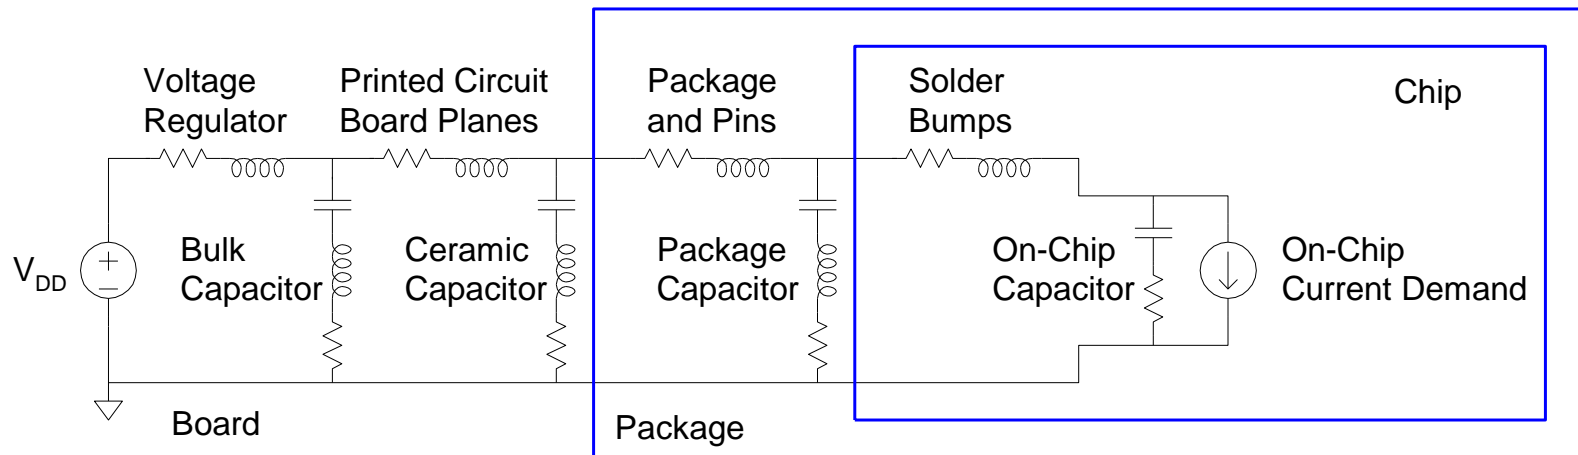 Voltage
Regulator
Printed Circuit
Board Planes
Package
and Pins
Solder
Bumps
Chip
V_DD
+
−
Bulk
Capacitor
Ceramic
Capacitor
Package
Capacitor
On-Chip
Capacitor
On-Chip
Current Demand
Board
Package